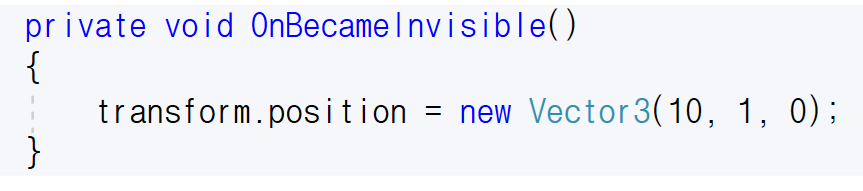 private void OnBecameInvisible()
{
    transform.position = new Vector3(10, 1, 0);
}